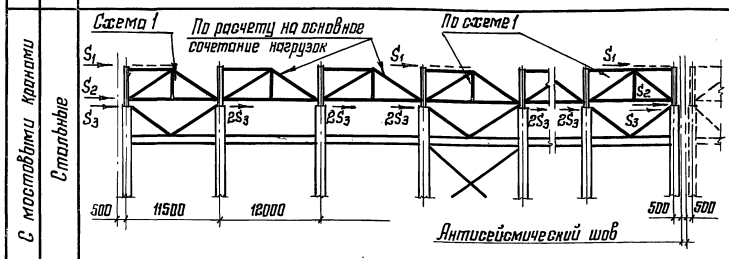 С мостовыми кранами
Стальные
Схема 1
По расчету на основное
сочетание нагрузок
По схеме 1
S₁
S₁
S₁
S₂
S₂
S₃
2S₃
2S₃
2S₃
2S₃
2S₃
S₃
500
11500
12000
500
500
Антисейсмический шов